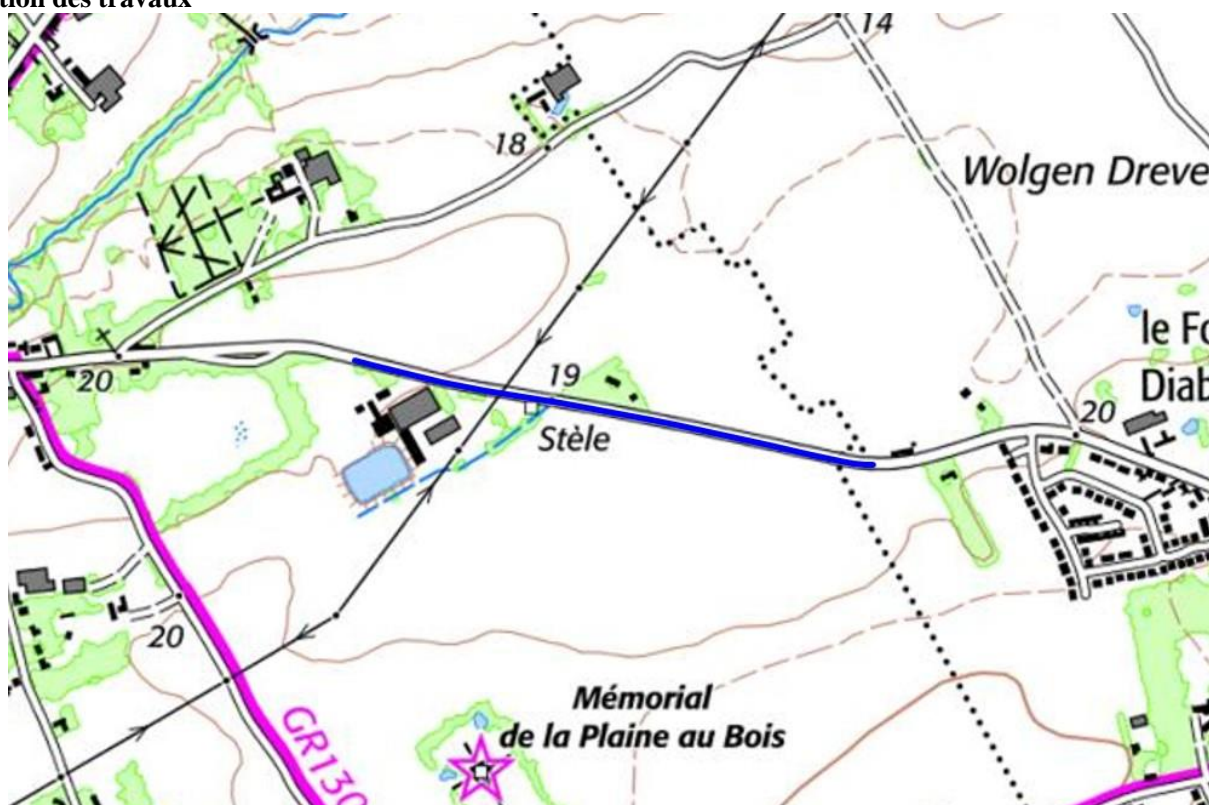 tion des travaux
14
18
Wolgen Dreve
le Fo
Diab
19
20
20
Stèle
20
Mémorial
de la Plaine au Bois
GR130